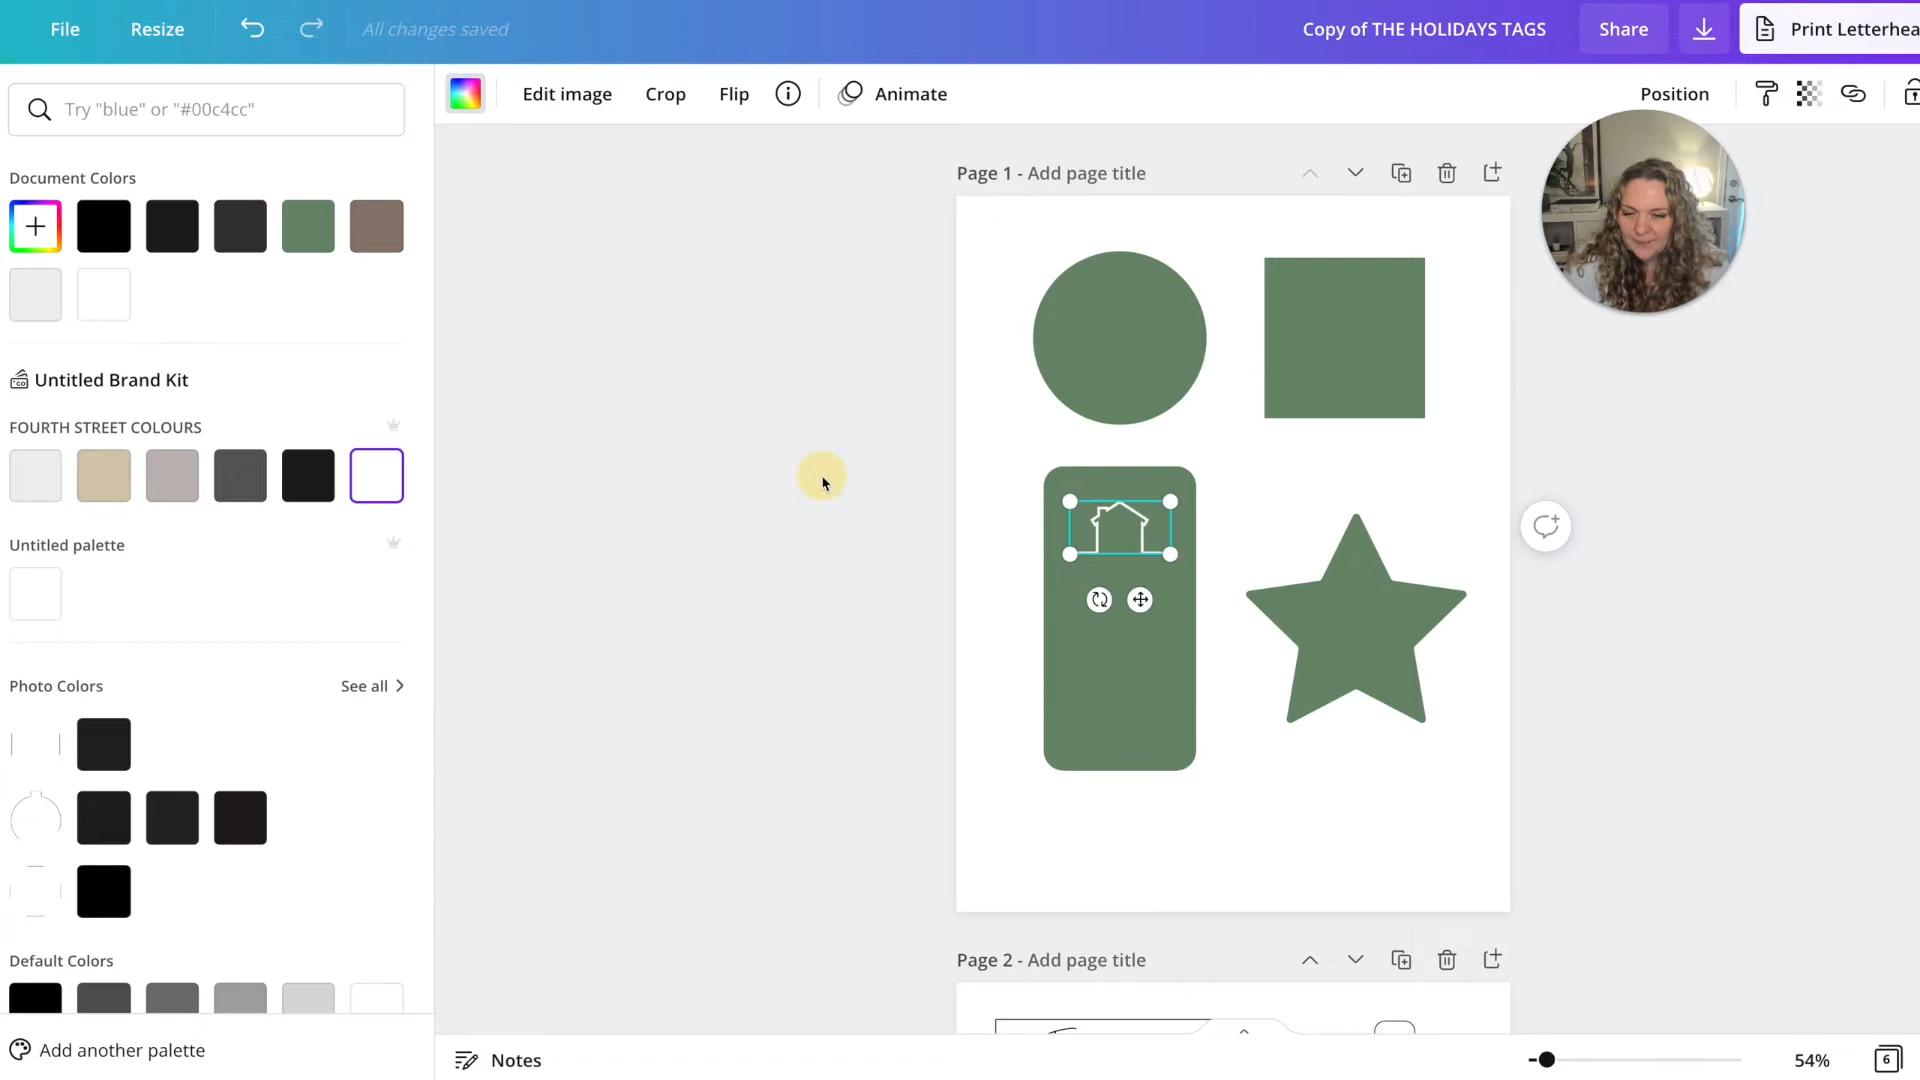 File Resize All changes saved Copy of THE HOLIDAYS TAGS Share Print Letterhea
Try "blue" or "#00c4cc"
Edit image Crop Flip Animate Position
Document Colors
Page 1 - Add page title
Untitled Brand Kit
FOURTH STREET COLOURS
Untitled palette
Photo Colors See all
Default Colors
Page 2 - Add page title
Add another palette
Notes 54% 6